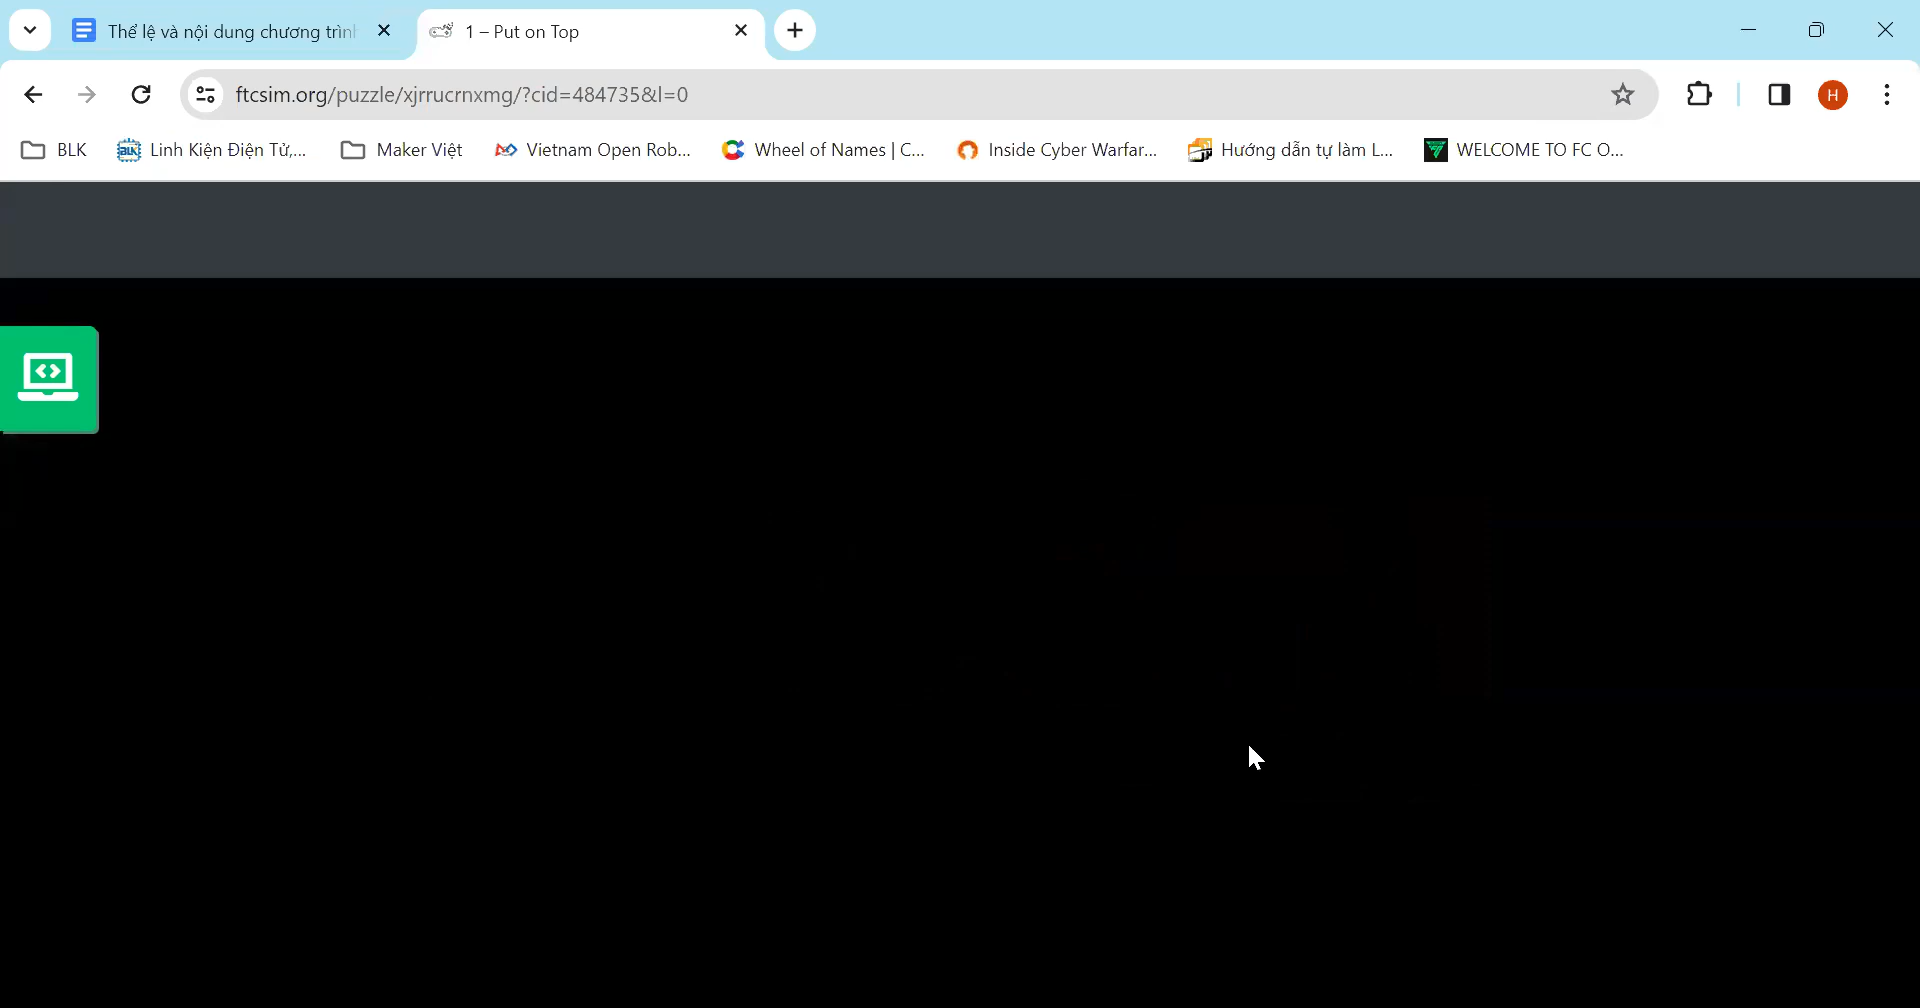 Thể lệ và nội dung chương trìn
1 – Put on Top
ftcsim.org/puzzle/xjrrucrnxmg/?cid=484735&l=0
H
BLK
BLK Linh Kiện Điện Tử,...
Maker Việt
Vietnam Open Rob...
Wheel of Names | C...
Inside Cyber Warfar...
Hướng dẫn tự làm L...
WELCOME TO FC O...